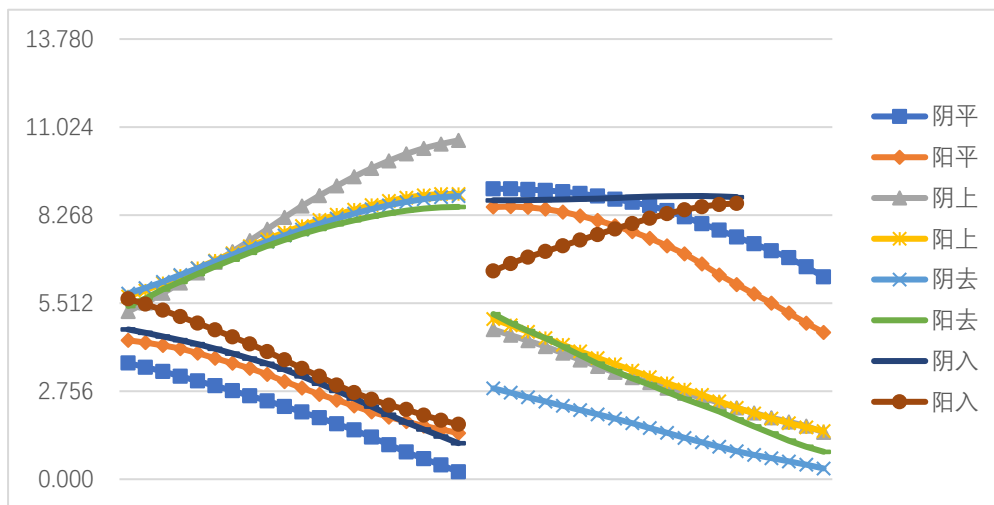 13.780
11.024
8.268
5.512
2.756
0.000
阴平
阳平
阴上
阳上
阴去
阳去
阴入
阳入